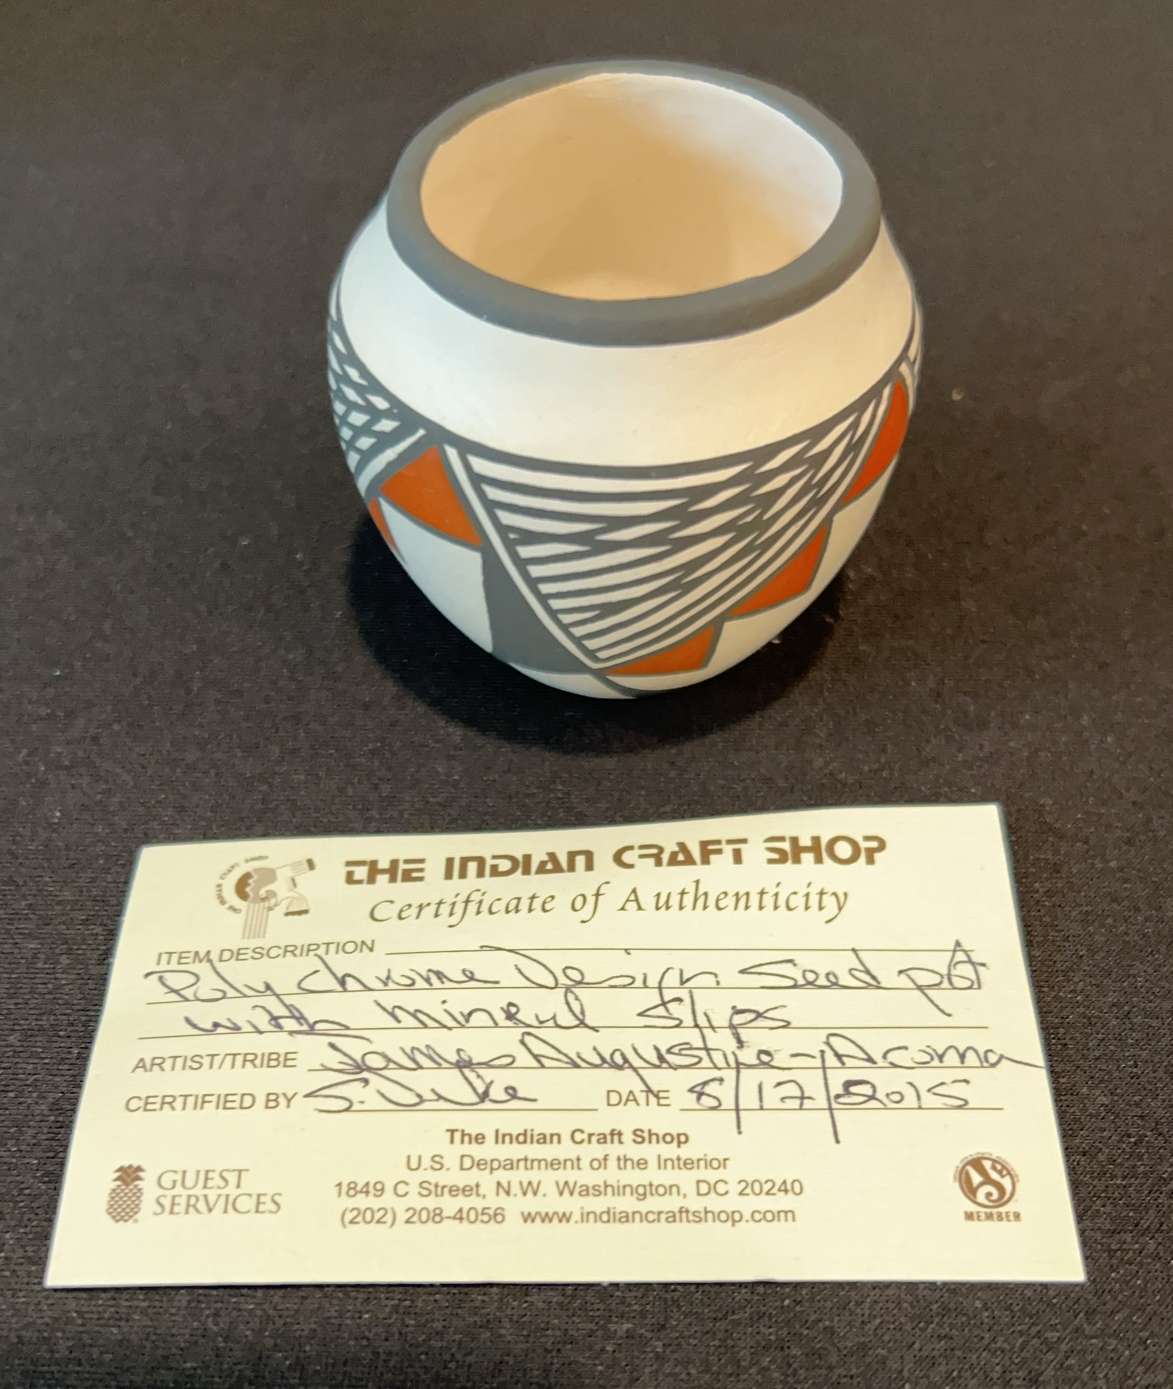 THE INDIAN CRAFT SHOP
Certificate of Authenticity
ITEM DESCRIPTION
Polychrome Design Seed pot
with mineral slips
ARTIST/TRIBE James Augustine - Acoma
CERTIFIED BY S. DATE 8/17/2015
The Indian Craft Shop
U.S. Department of the Interior
1849 C Street, N.W. Washington, DC 20240
(202) 208-4056 www.indiancraftshop.com
GUEST
SERVICES
MEMBER